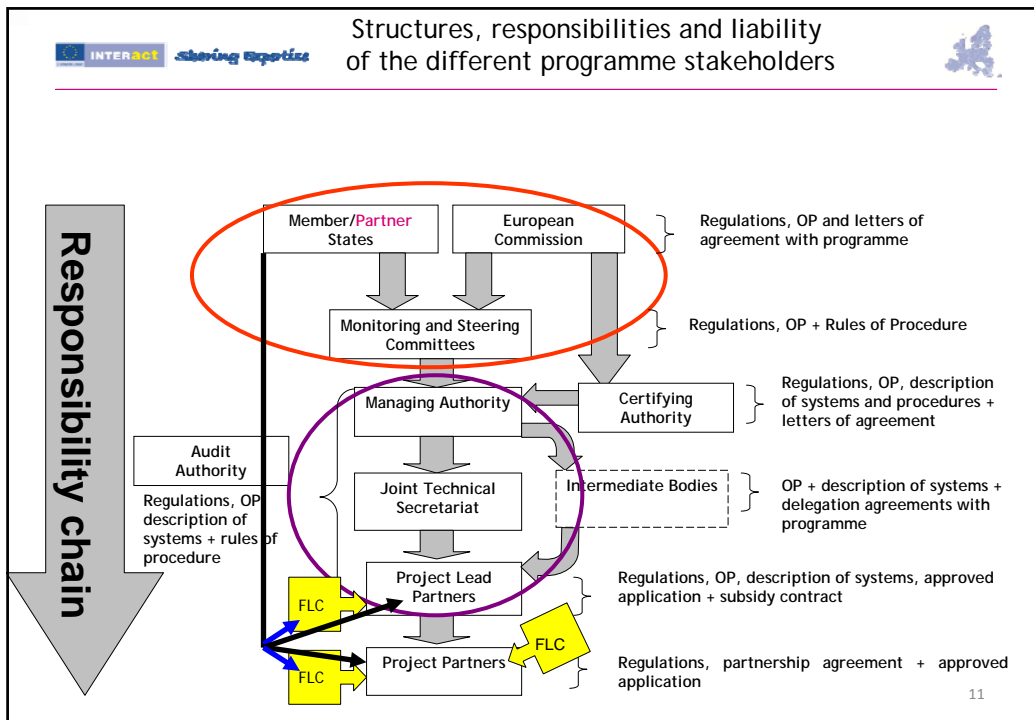 Structures, responsibilities and liability
of the different programme stakeholders
INTERact
Sharing Expertise
Responsibility chain
Member/Partner
States
European
Commission
Regulations, OP and letters of
agreement with programme
Monitoring and Steering
Committees
Regulations, OP + Rules of Procedure
Managing Authority
Certifying
Authority
Regulations, OP, description
of systems and procedures +
letters of agreement
Audit
Authority
Regulations, OP,
description of
systems + rules of
procedure
Joint Technical
Secretariat
Intermediate Bodies
OP + description of systems +
delegation agreements with
programme
Project Lead
Partners
FLC
Regulations, OP, description of systems, approved
application + subsidy contract
FLC
Project Partners
FLC
Regulations, partnership agreement + approved
application
11